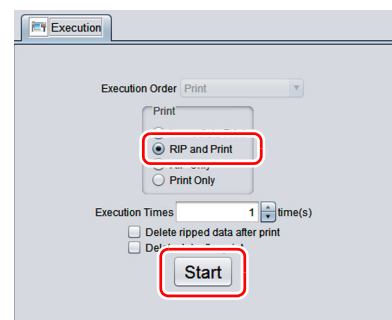 Execution
Execution Order Print
Print
RIP and Print
Only
Print Only
Execution Times 1 time(s)
Delete ripped data after print
Start